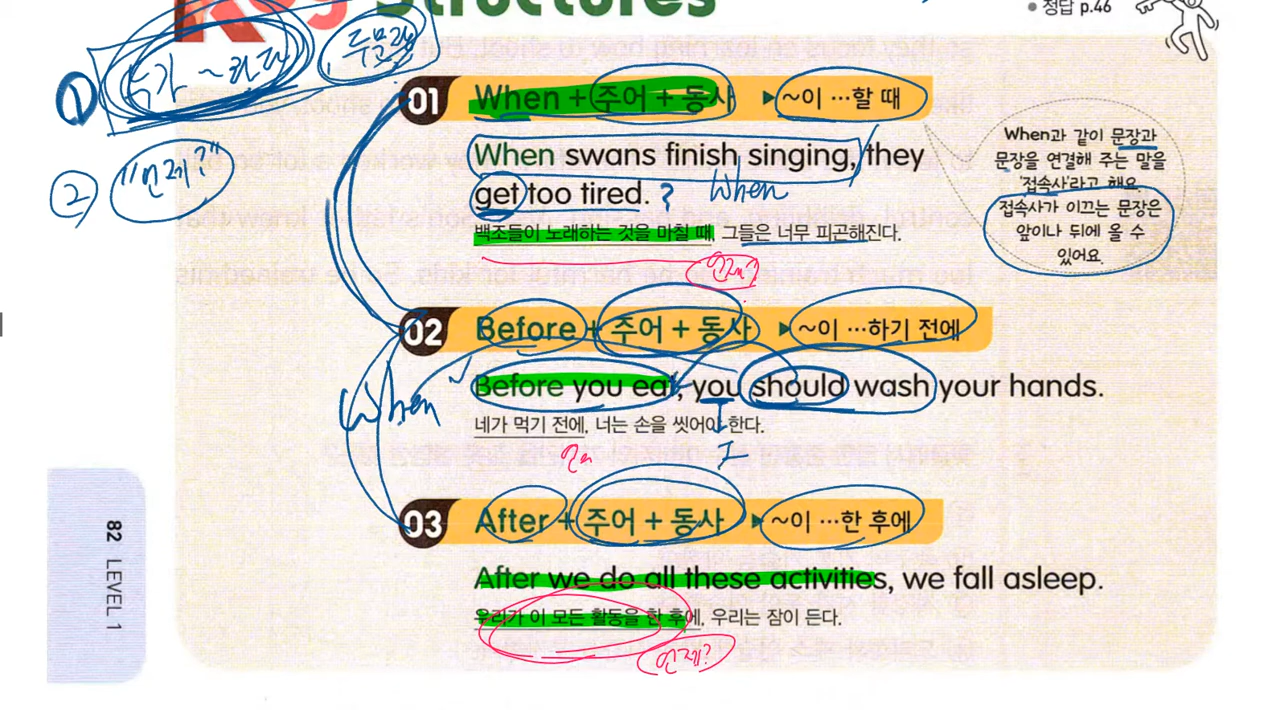 Key Structures
• 정답 p.46
① 누가 ~한다 주문괄
② "언제?"
01 When + 주어 + 동사 ▶ ~이 …할 때
When swans finish singing, they
get too tired. ? When
백조들이 노래하는 것을 마칠 때, 그들은 너무 피곤해진다.
언제?
When과 같이 문장과
문장을 연결해 주는 말을
'접속사'라고 해요.
접속사가 이끄는 문장은
앞이나 뒤에 올 수
있어요.
02 Before + 주어 + 동사 ▶ ~이 …하기 전에
When
Before you eat, you should wash your hands.
네가 먹기 전에, 너는 손을 씻어야 한다.
I
03 After + 주어 + 동사 ▶ ~이 …한 후에
After we do all these activities, we fall asleep.
우리가 이 모든 활동을 한 후에, 우리는 잠이 든다.
언제?
82 LEVEL 1